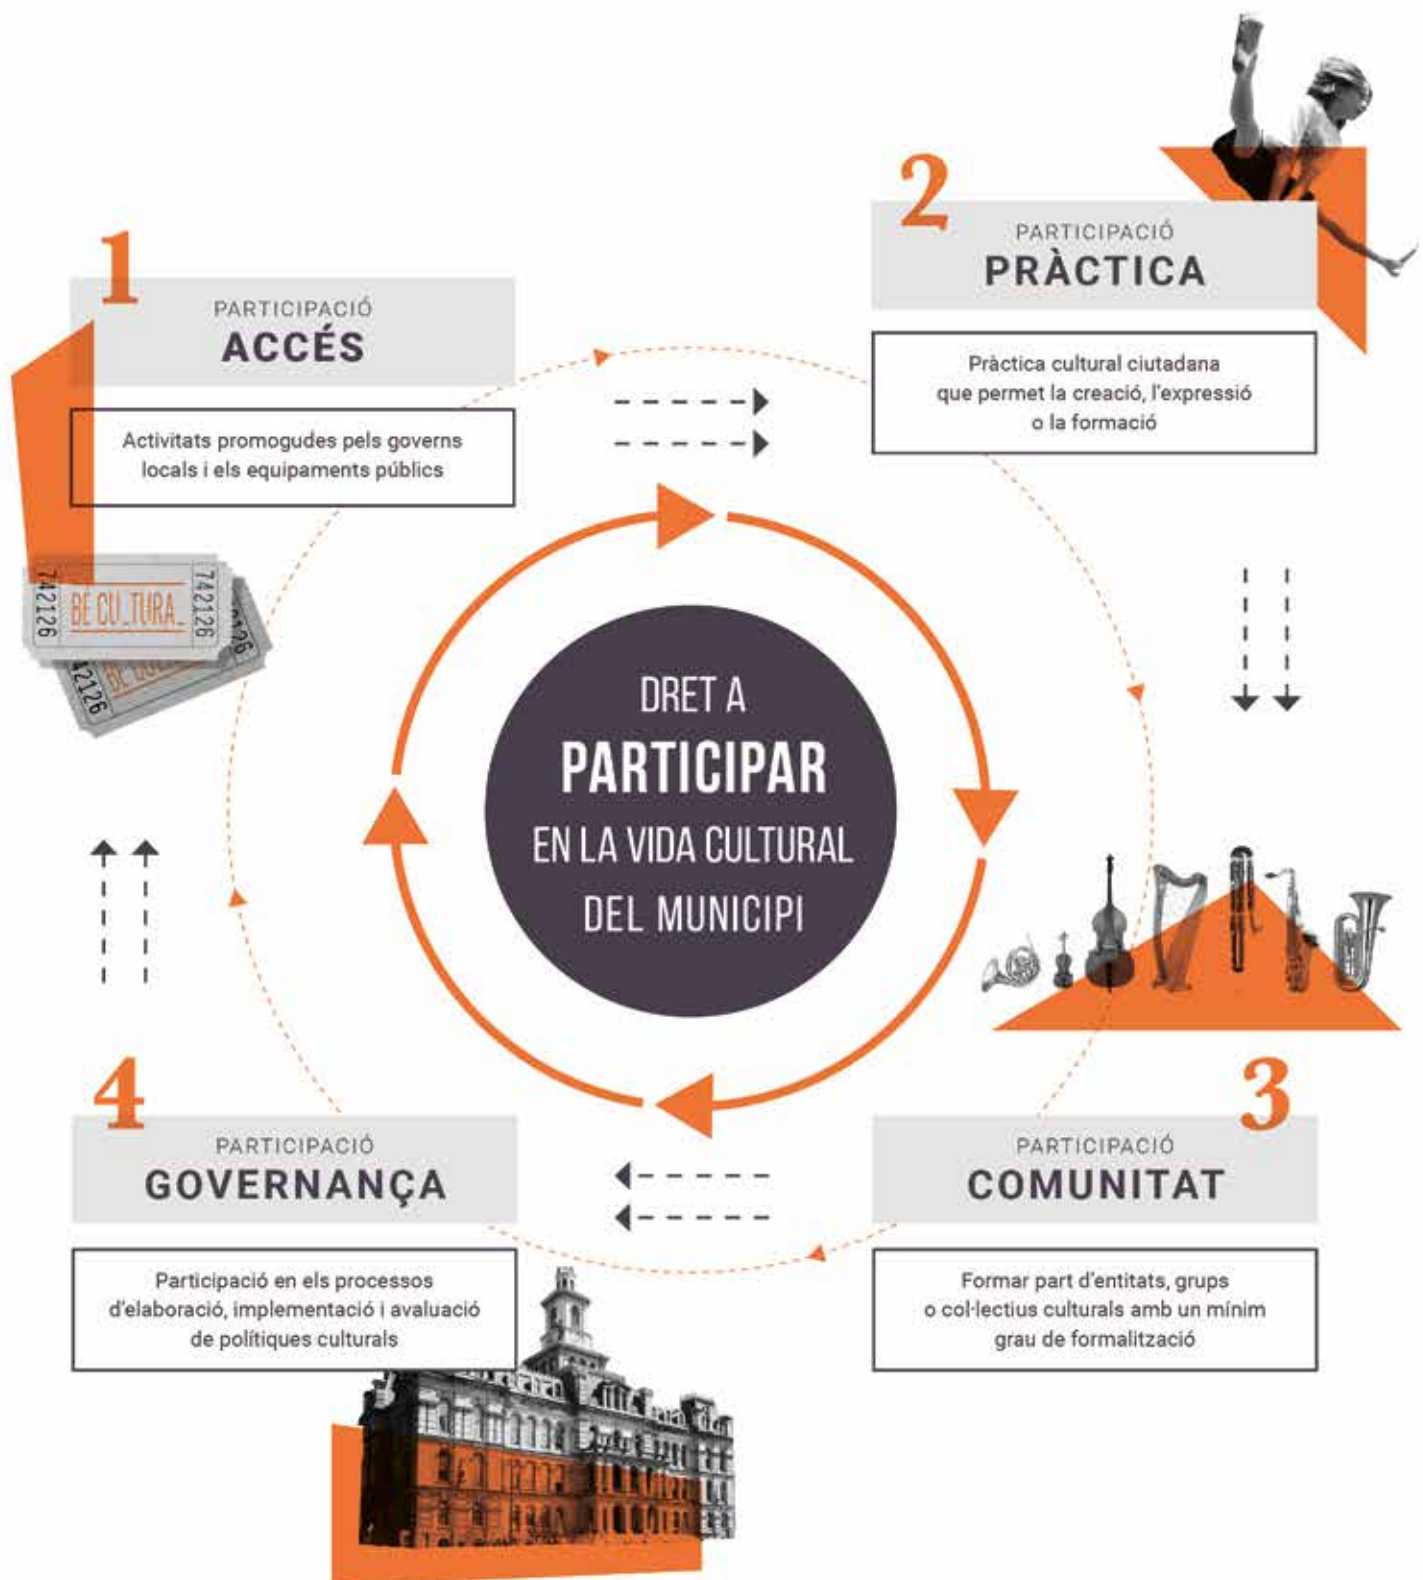 1
PARTICIPACIÓ
ACCÉS
Activitats promogudes pels governs
locals i els equipaments públics
742126
BE CU_TURA_
742126
42126
2
PARTICIPACIÓ
PRÀCTICA
Pràctica cultural ciutadana
que permet la creació, l'expressió
o la formació
DRET A
PARTICIPAR
EN LA VIDA CULTURAL
DEL MUNICIPI
3
PARTICIPACIÓ
COMUNITAT
Formar part d'entitats, grups
o col·lectius culturals amb un mínim
grau de formalització
4
PARTICIPACIÓ
GOVERNANÇA
Participació en els processos
d'elaboració, implementació i avaluació
de polítiques culturals